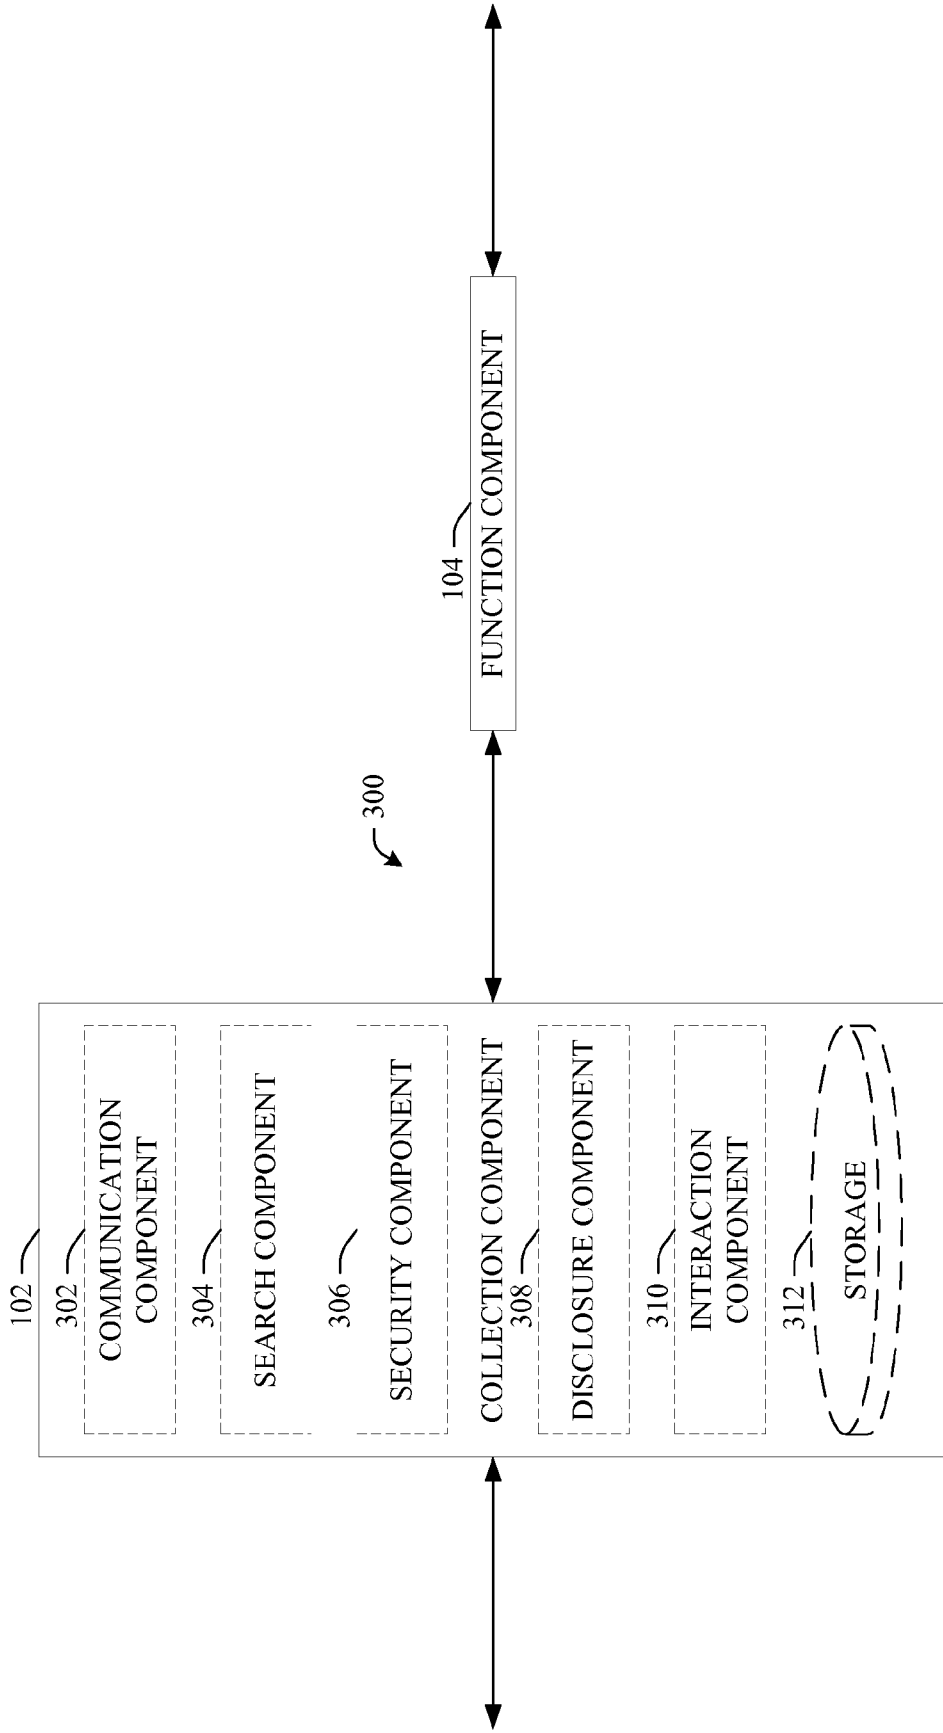 300
102
302
COMMUNICATION
COMPONENT
304
SEARCH COMPONENT
306
SECURITY COMPONENT
COLLECTION COMPONENT
308
DISCLOSURE COMPONENT
310
INTERACTION
COMPONENT
312
STORAGE
104
FUNCTION COMPONENT